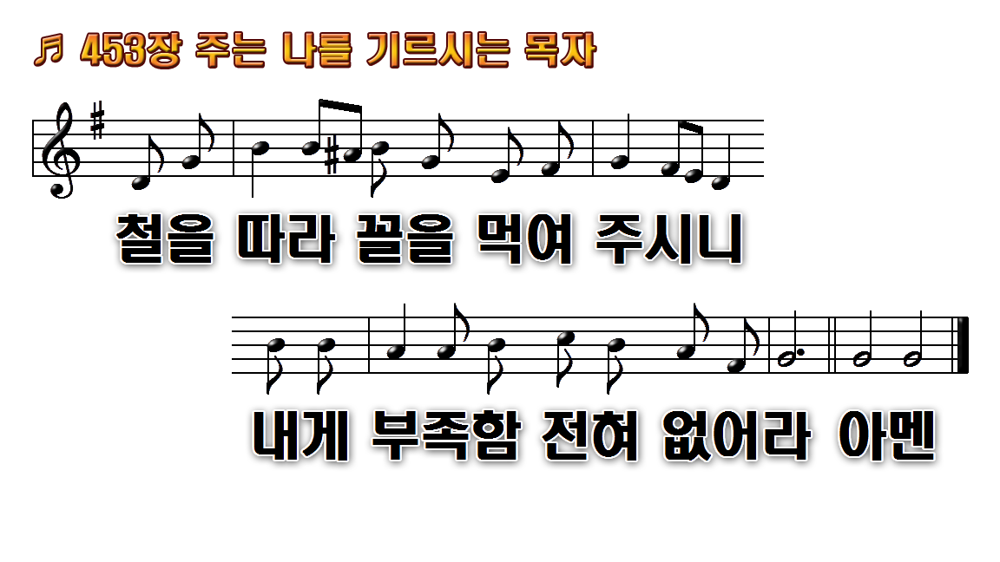 453장 주는 나를 기르시는 목자
철을 따라 꼴을 먹여 주시니
내게 부족함 전혀 없어라 아멘